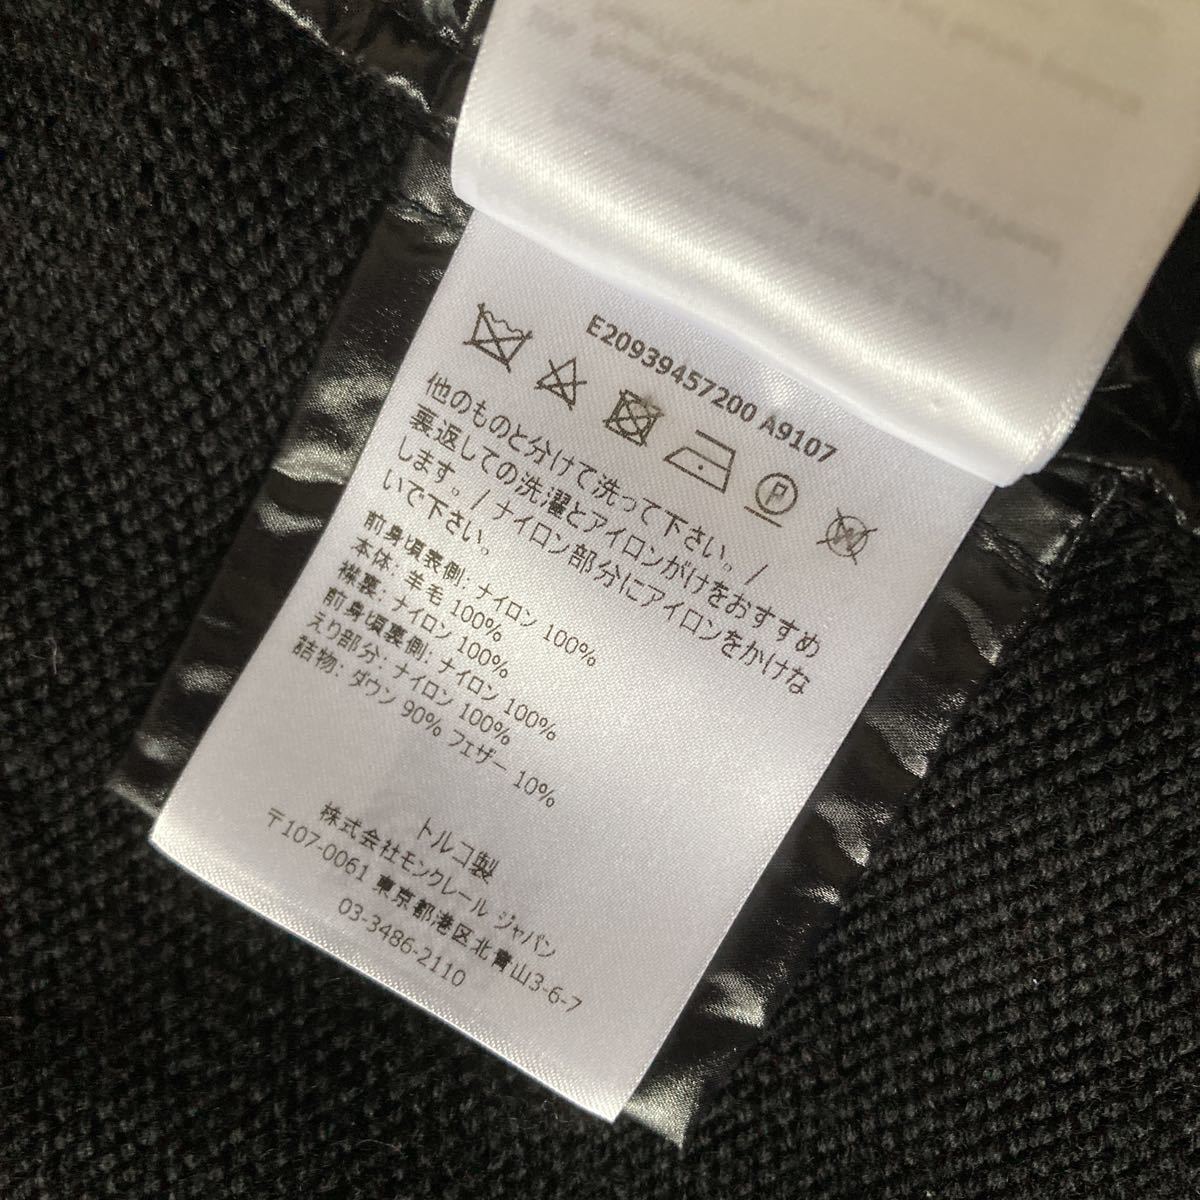 E20939457200 A9107
P
他のものと分けて洗って下さい。/
裏返しての洗濯とアイロンがけをおすすめ
します。/ナイロン部分にアイロンをかけな
いで下さい。
前身頃表側: ナイロン 100%
本体: 羊毛 100%
襟裏: ナイロン 100%
前身頃裏側: ナイロン 100%
えり部分: ナイロン 100%
詰物: ダウン 90% フェザー 10%
トルコ製
株式会社モンクレール ジャパン
〒107-0061 東京都港区北青山3-6-7
03-3486-2110